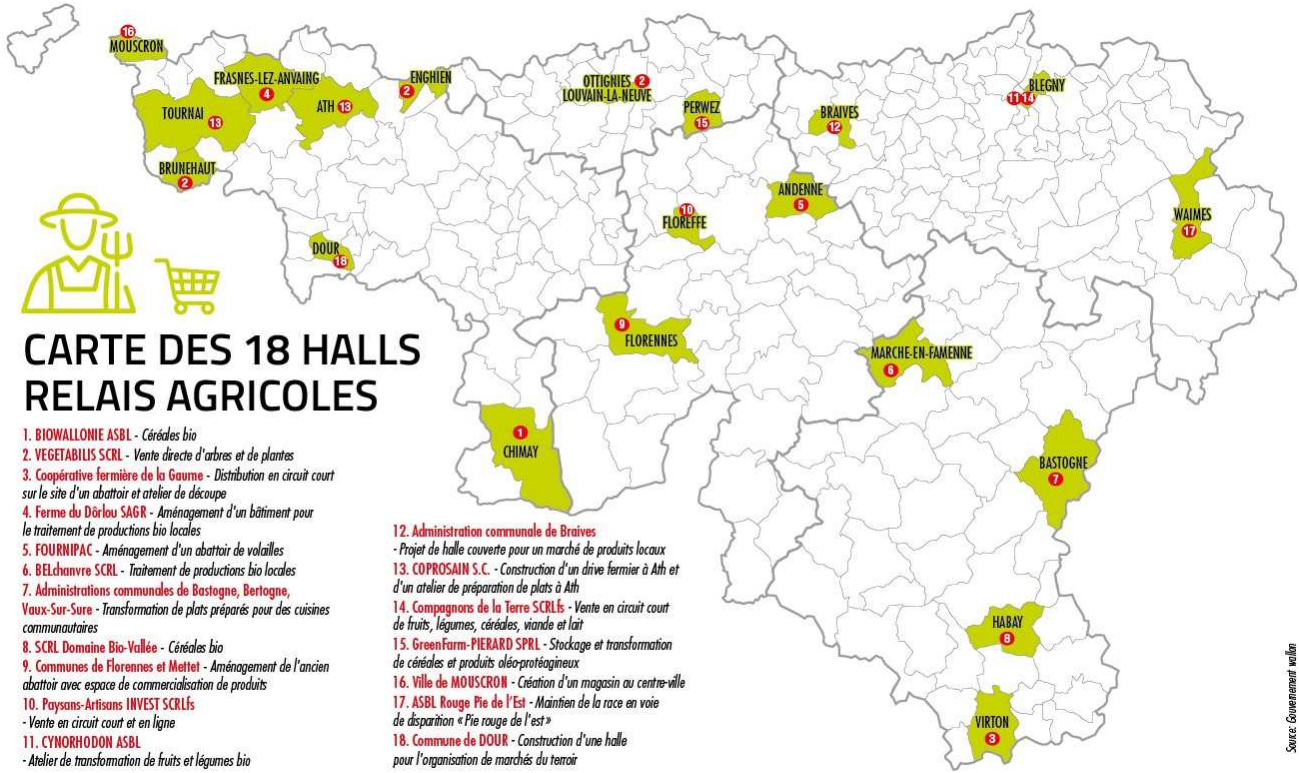 16
MOUSCRON
FRASNES-LEZ-ANVAING
4
ENGHIEN
2
ATH 13
TOURNAI
13
BRUNEHAUT
2
OTTIGNIES 2
LOUVAIN-LA-NEUVE
PERWEZ
15
BRAIVES
12
BLEGNY
11 14
ANDENNE
5
10
FLOREFFE
WAIMES
17
DOUR
18
9
FLORENNES
MARCHE-EN-FAMENNE
6
1
CHIMAY
BASTOGNE
7
HABAY
8
VIRTON
3
CARTE DES 18 HALLS
RELAIS AGRICOLES
1. BIOWALLONIE ASBL - Céréales bio
2. VEGETABILIS SCRL - Vente directe d'arbres et de plantes
3. Coopérative fermière de la Gaume - Distribution en circuit court
sur le site d'un abattoir et atelier de découpe
4. Ferme du Dôrlou SAGR - Aménagement d'un bâtiment pour
le traitement de productions bio locales
5. FOURNIPAC - Aménagement d'un abattoir de volailles
6. BELchanvre SCRL - Traitement de productions bio locales
7. Administrations communales de Bastogne, Bertogne,
Vaux-Sur-Sure - Transformation de plats préparés pour des cuisines
communautaires
8. SCRL Domaine Bio-Vallée - Céréales bio
9. Communes de Florennes et Mettet - Aménagement de l'ancien
abattoir avec espace de commercialisation de produits
10. Paysans-Artisans INVEST SCRLfs
- Vente en circuit court et en ligne
11. CYNORHODON ASBL
- Atelier de transformation de fruits et légumes bio
12. Administration communale de Braives
- Projet de halle couverte pour un marché de produits locaux
13. COPROSAIN S.C. - Construction d'un drive fermier à Ath et
d'un atelier de préparation de plats à Ath
14. Compagnons de la Terre SCRLfs - Vente en circuit court
de fruits, légumes, céréales, viande et lait
15. GreenFarm-PIERARD SPRL - Stockage et transformation
de céréales et produits oléo-protéagineux
16. Ville de MOUSCRON - Création d'un magasin au centre-ville
17. ASBL Rouge Pie de l'Est - Maintien de la race en voie
de disparition « Pie rouge de l'est »
18. Commune de DOUR - Construction d'une halle
pour l'organisation de marchés du terroir
Source: Gouvernement wallon